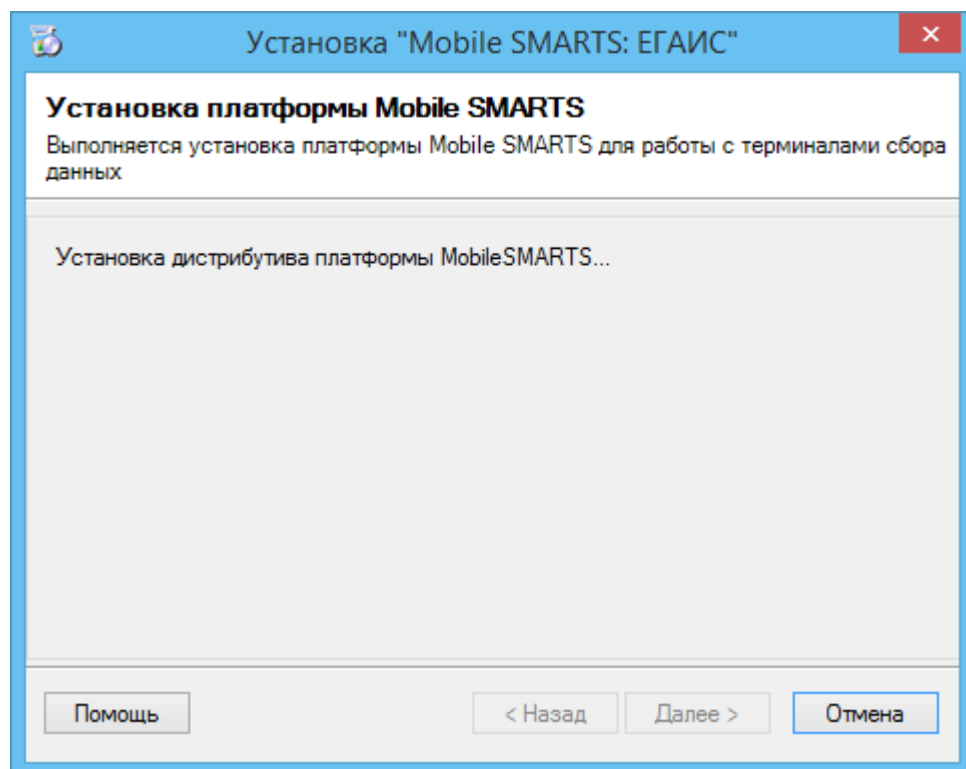 Установка "Mobile SMARTS: ЕГАИС"
Установка платформы Mobile SMARTS
Выполняется установка платформы Mobile SMARTS для работы с терминалами сбора
данных
Установка дистрибутива платформы MobileSMARTS...
Помощь
< Назад
Далее >
Отмена